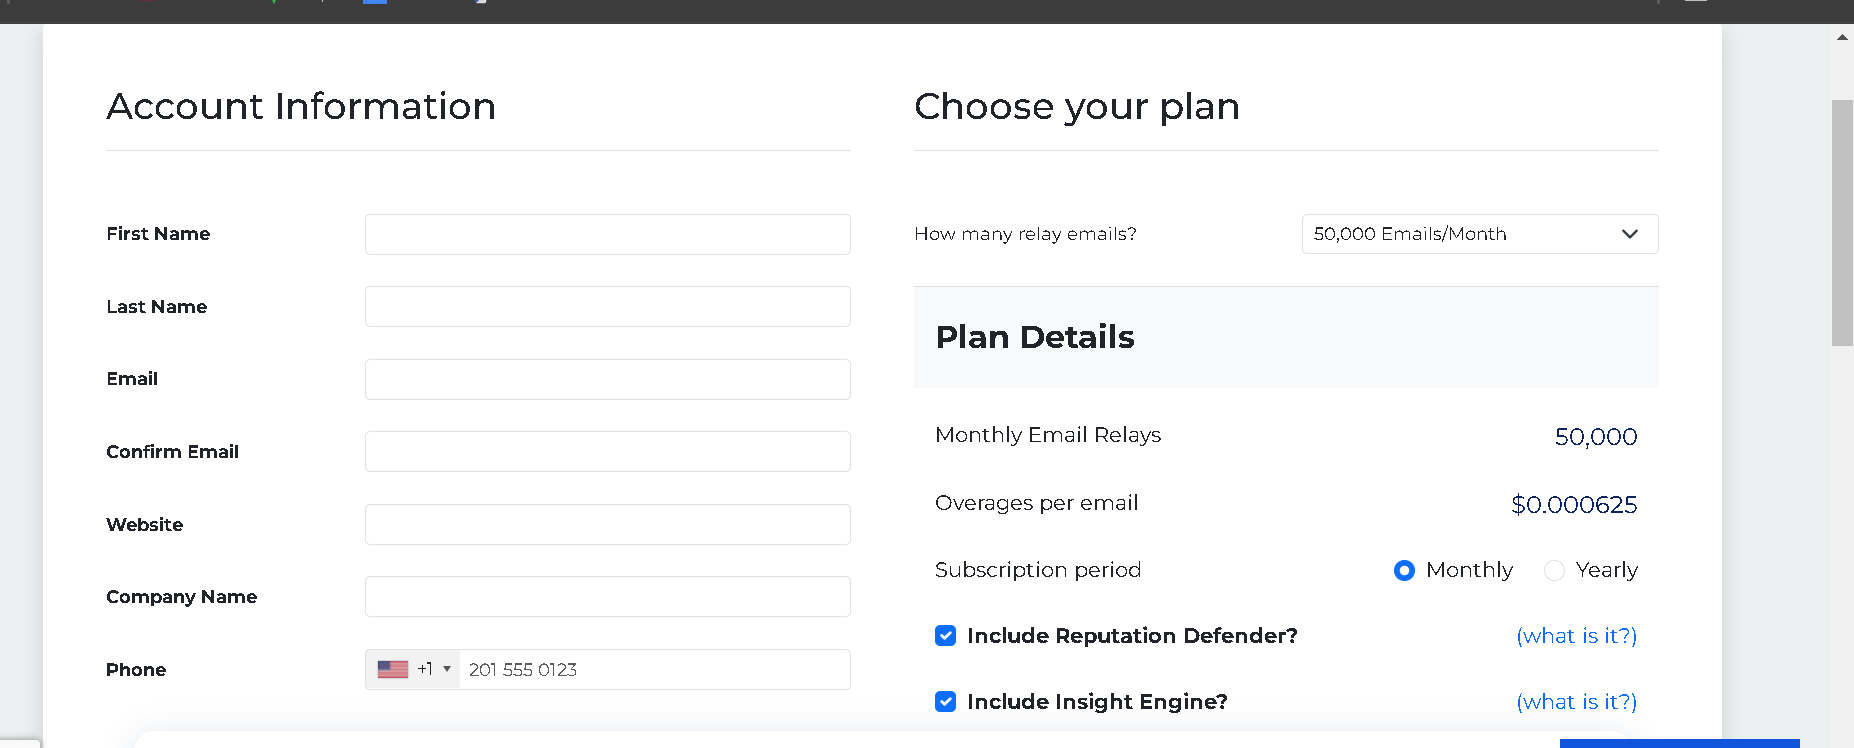 Account Information
First Name
Last Name
Email
Confirm Email
Website
Company Name
Phone +1 201 555 0123
Choose your plan
How many relay emails? 50,000 Emails/Month
Plan Details
Monthly Email Relays 50,000
Overages per email $0.000625
Subscription period Monthly Yearly
Include Reputation Defender? (what is it?)
Include Insight Engine? (what is it?)